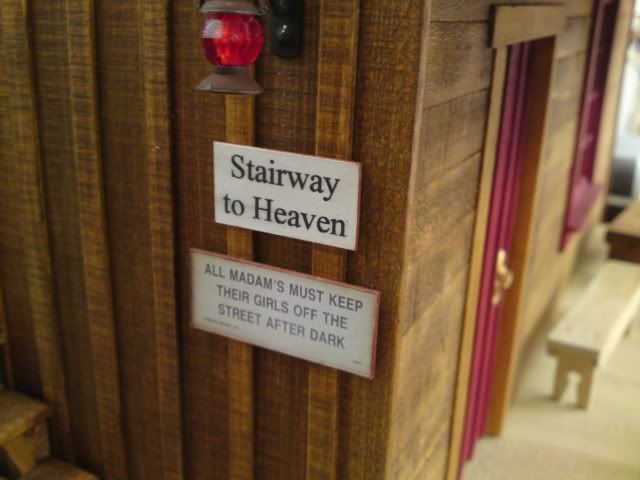 Stairway
to Heaven
ALL MADAM'S MUST KEEP
THEIR GIRLS OFF THE
STREET AFTER DARK